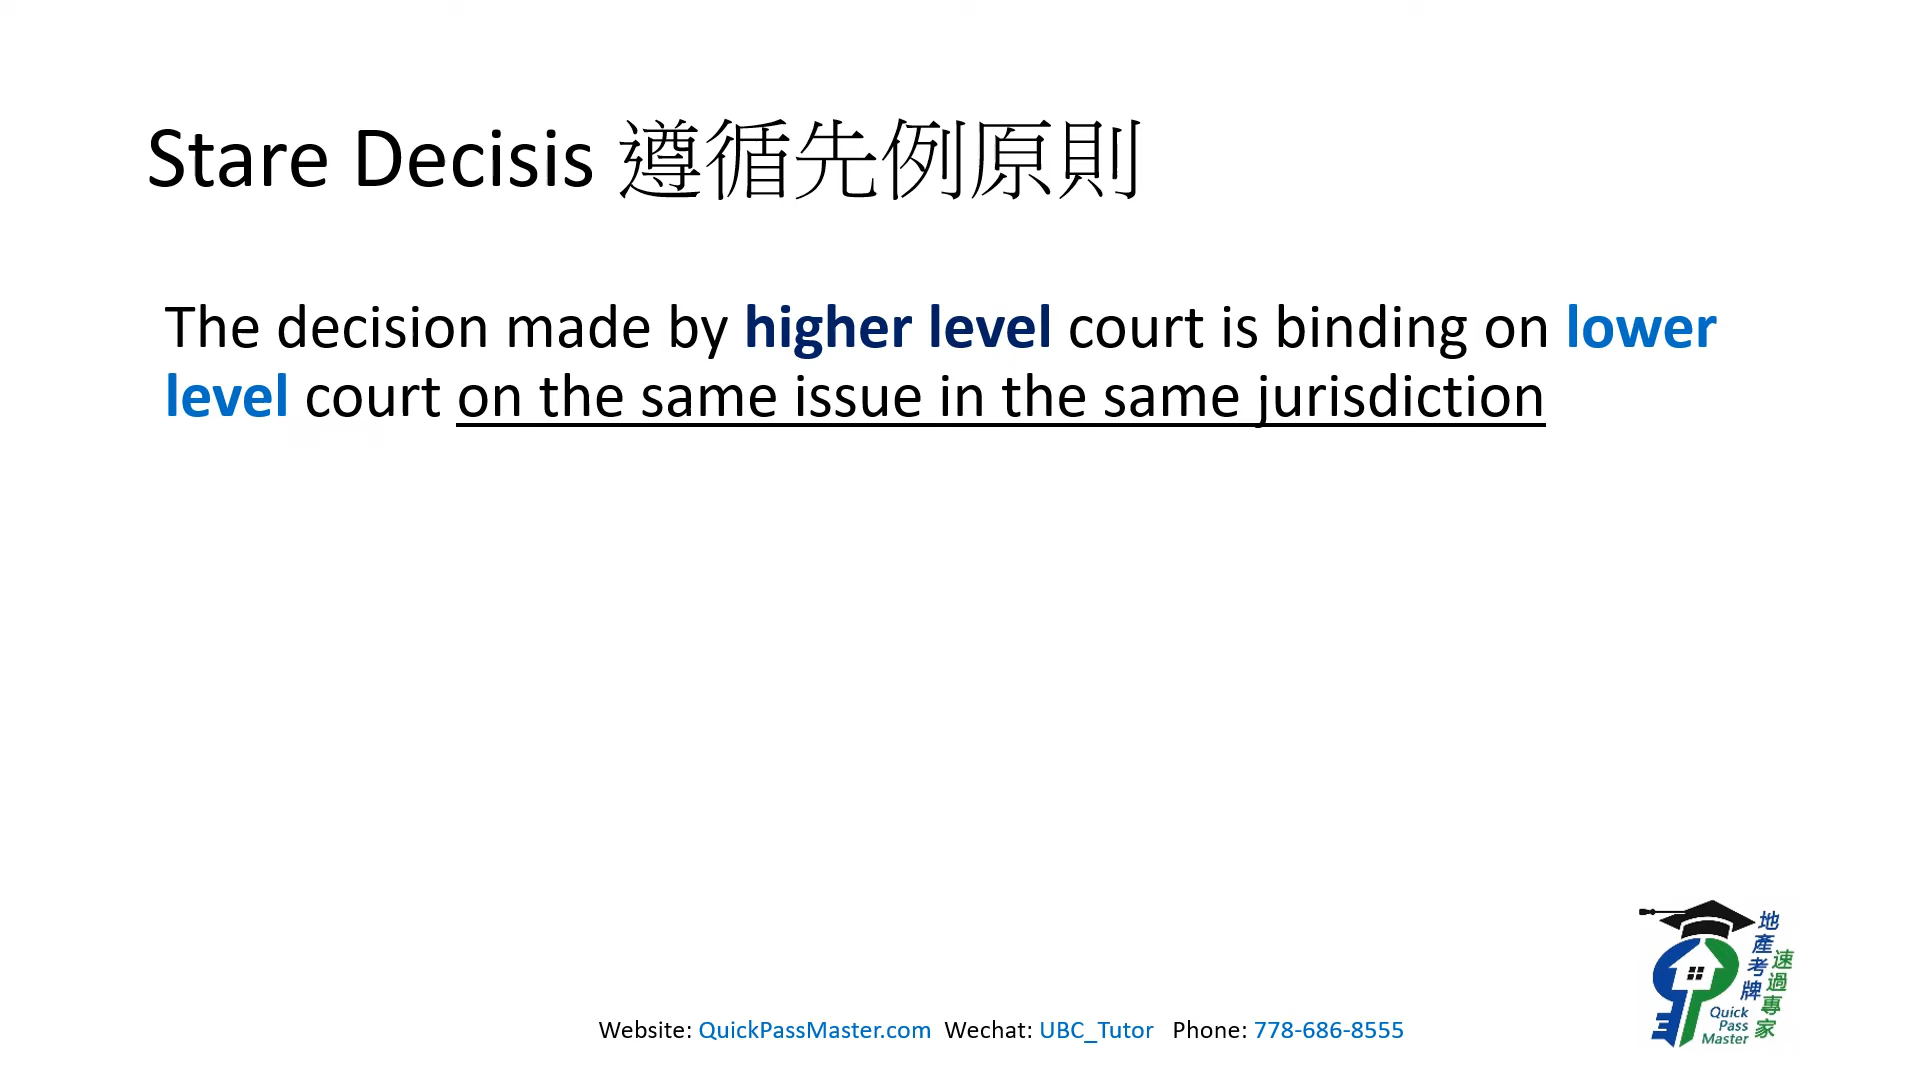 Stare Decisis 遵循先例原則
The decision made by higher level court is binding on lower
level court on the same issue in the same jurisdiction
地產考牌
速過專家
Quick
Pass
Master
Website: QuickPassMaster.com Wechat: UBC_Tutor Phone: 778-686-8555